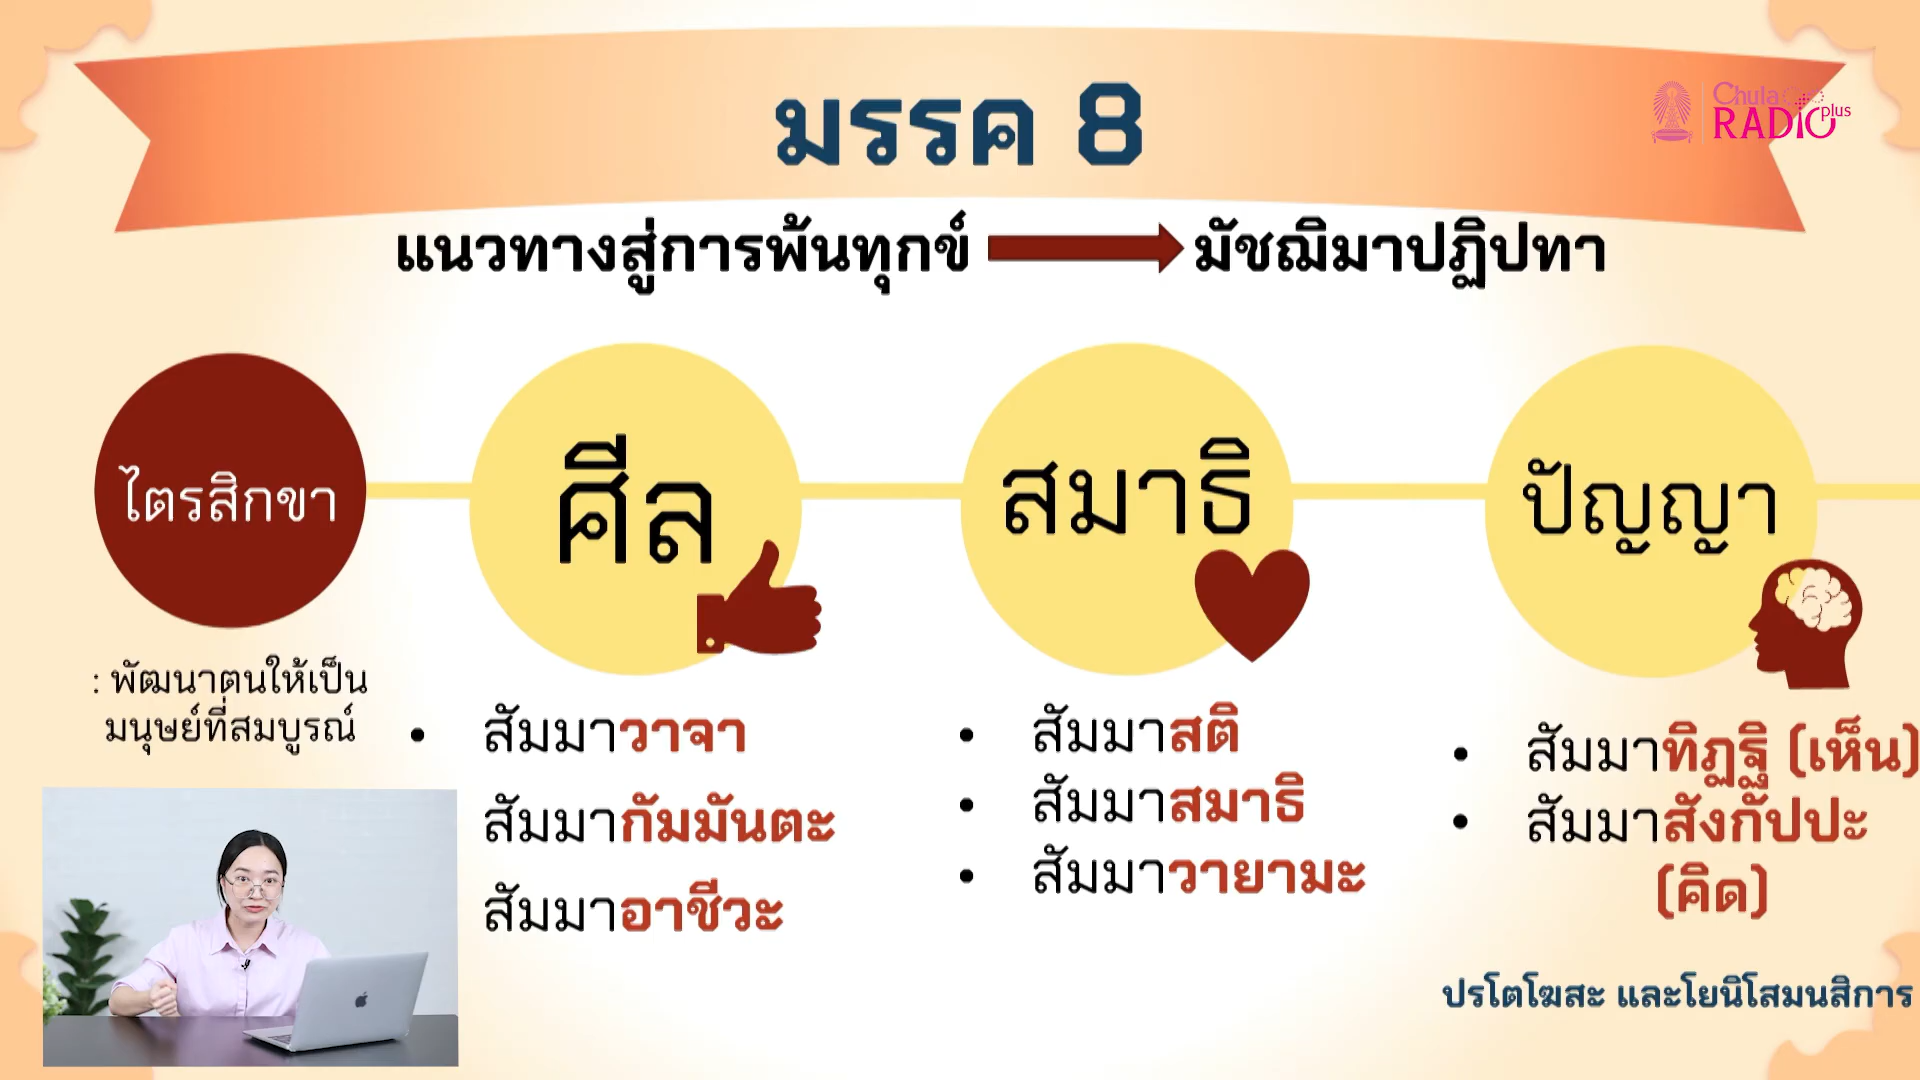 มรรค 8
Chula
RADIO plus
แนวทางสู่การพ้นทุกข์ มัชฌิมาปฏิปทา
ไตรสิกขา
: พัฒนาตนให้เป็น
มนุษย์ที่สมบูรณ์
ศีล
• สัมมาวาจา
สัมมากัมมันตะ
สัมมาอาชีวะ
สมาธิ
• สัมมาสติ
• สัมมาสมาธิ
• สัมมาวายามะ
ปัญญา
• สัมมาทิฏฐิ (เห็น)
• สัมมาสังกัปปะ
(คิด)
ปรโตโฆสะ และโยนิโสมนสิการ